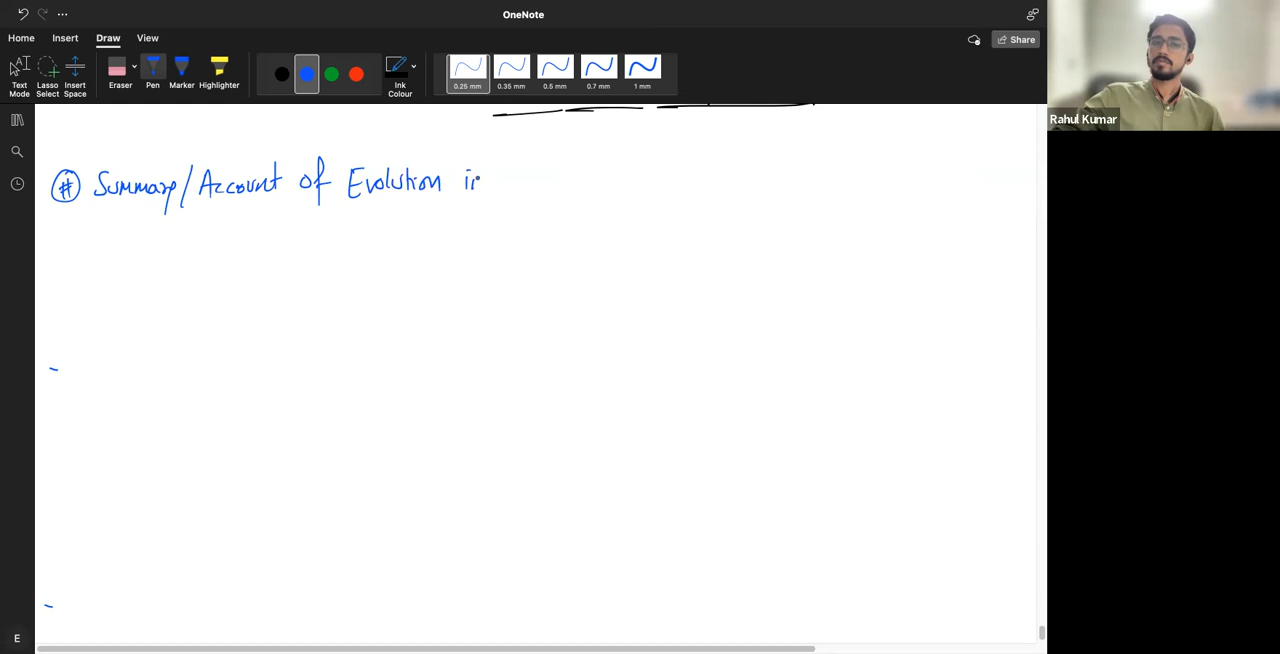 OneNote
Home Insert Draw View
Share
Text Mode
Lasso Select
Insert Space
Eraser
Pen
Marker
Highlighter
Ink Colour
0.25 mm
0.35 mm
0.5 mm
0.7 mm
1 mm
Rahul Kumar
# Summary/Account of Evolution
E